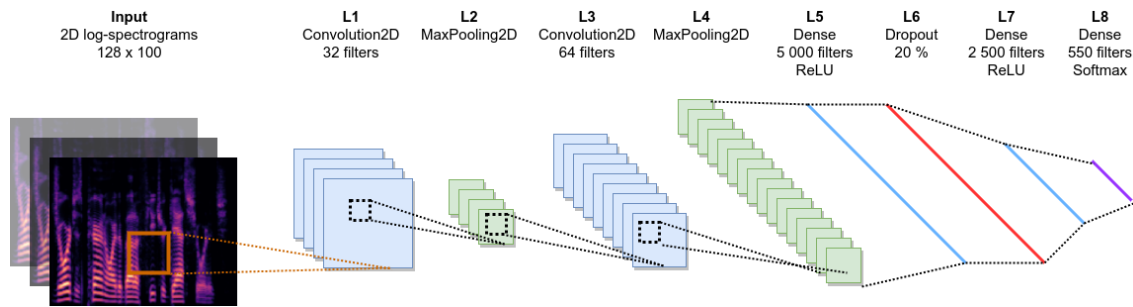 Input
2D log-spectrograms
128 x 100
L1
Convolution2D
32 filters
L2
MaxPooling2D
L3
Convolution2D
64 filters
L4
MaxPooling2D
L5
Dense
5 000 filters
ReLU
L6
Dropout
20 %
L7
Dense
2 500 filters
ReLU
L8
Dense
550 filters
Softmax